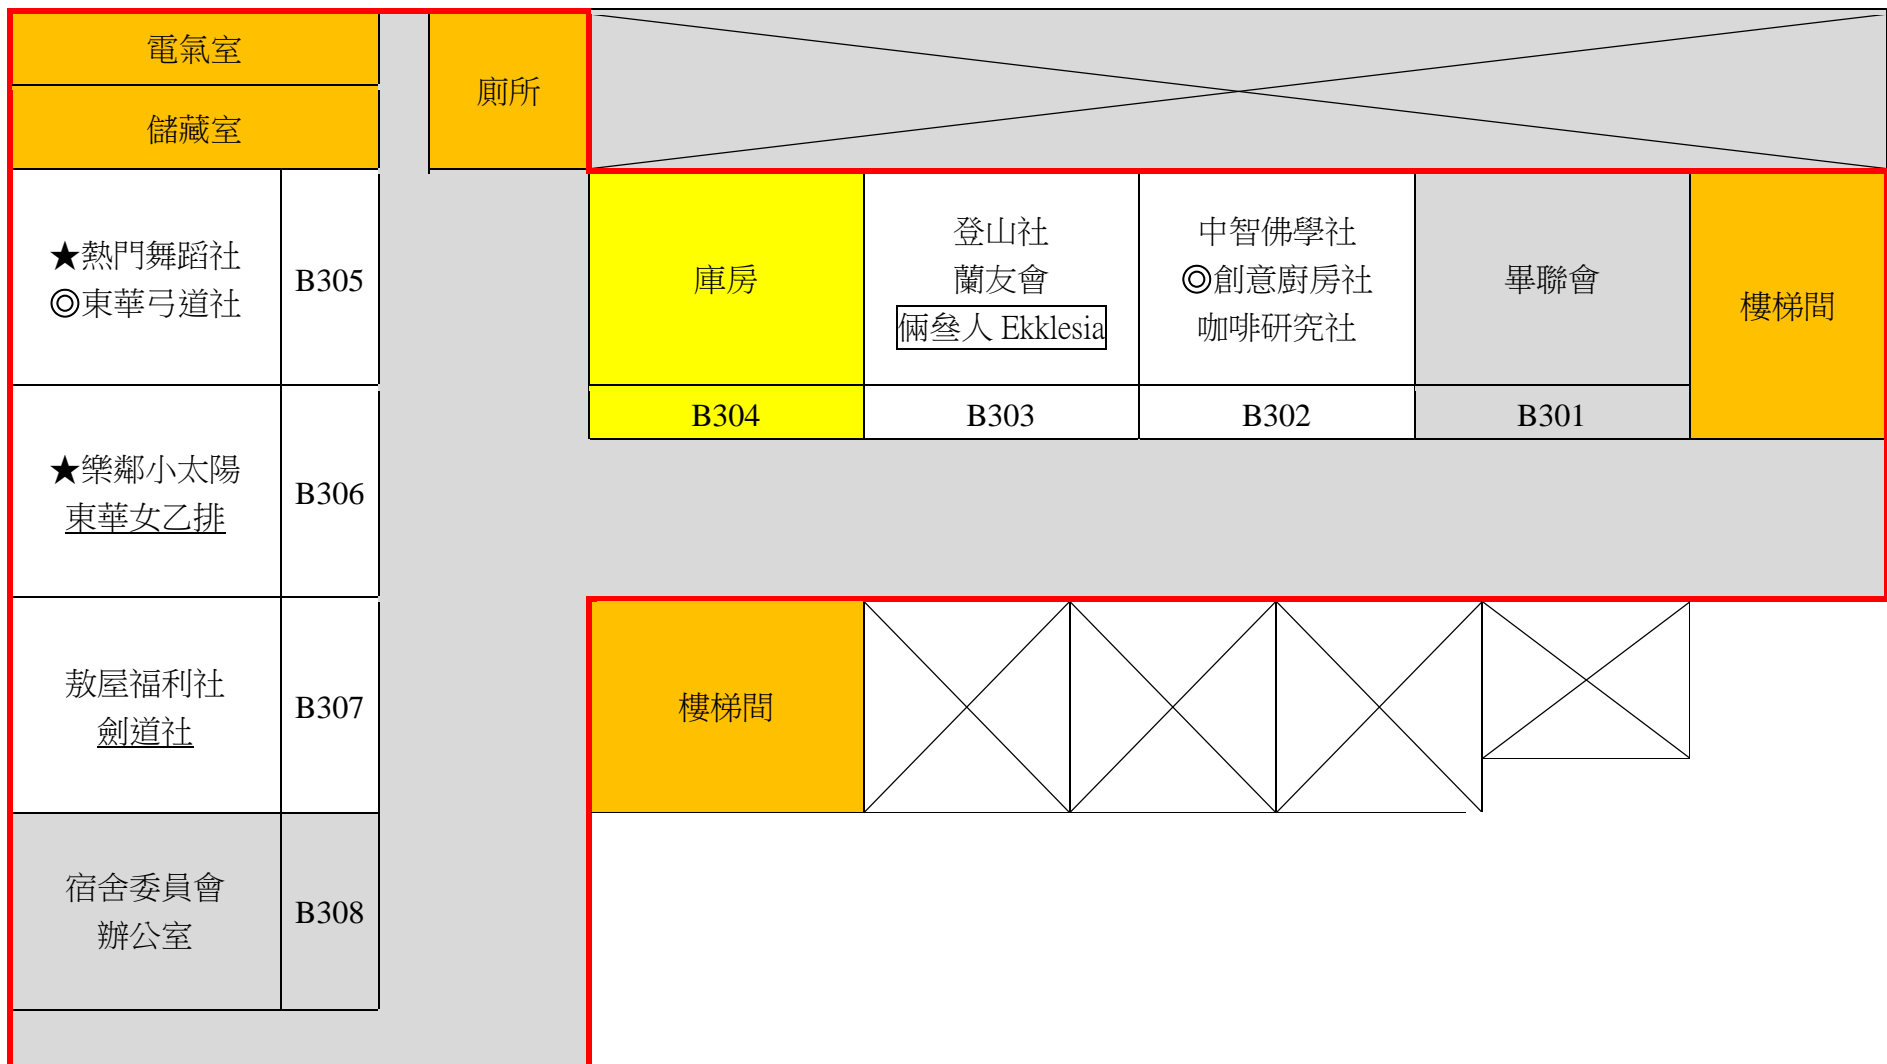 電氣室
廁所
儲藏室
★熱門舞蹈社
◎東華弓道社
B305
庫房
登山社
蘭友會
倆叄人 Ekklesia
中智佛學社
◎創意廚房社
咖啡研究社
畢聯會
樓梯間
B304
B303
B302
B301
★樂鄰小太陽
東華女乙排
B306
敖屋福利社
劍道社
B307
樓梯間
宿舍委員會
辦公室
B308